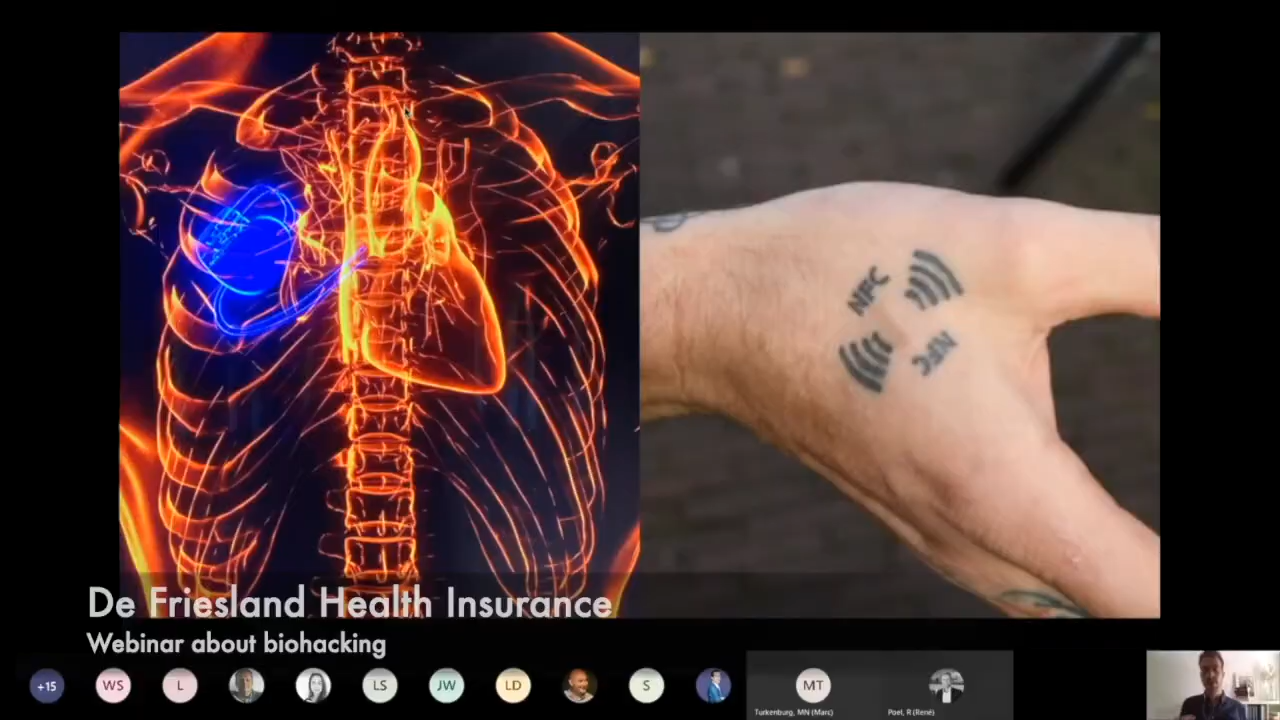 NFC
NFC
De Friesland Health Insurance
Webinar about biohacking
+15
WS
L
LS
JW
LD
S
MT
Turkenburg, MN (Marc)
Poel, R (René)